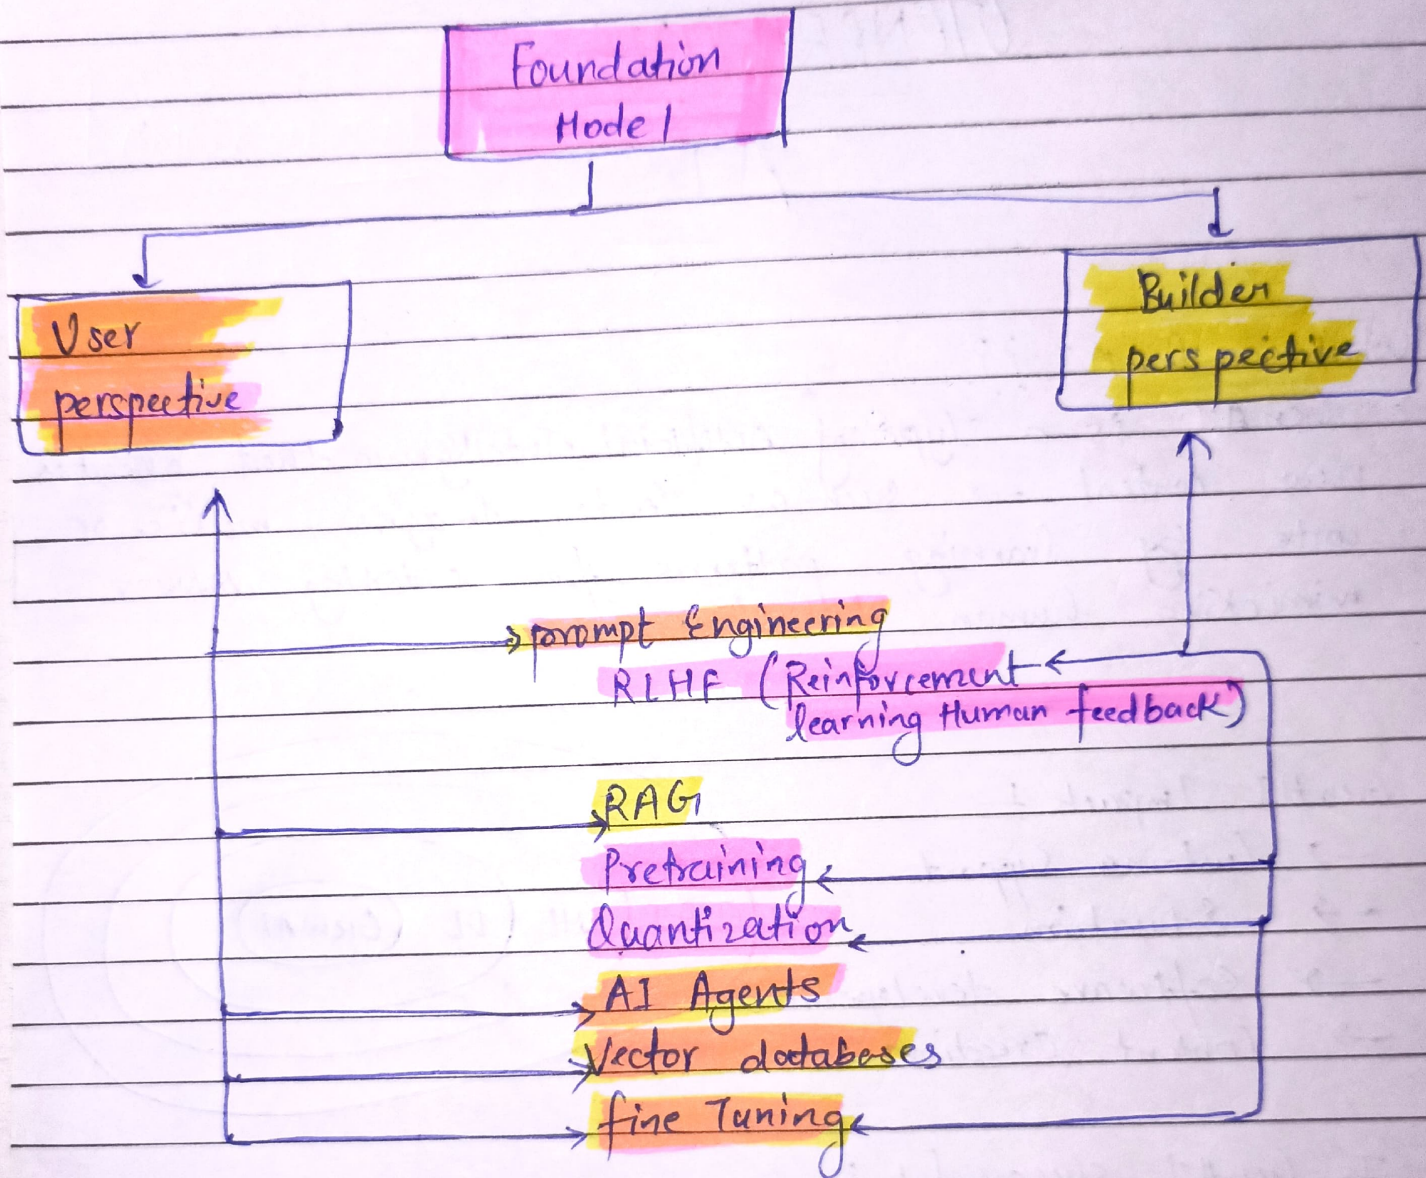 Foundation
Model
User
perspective
Builder
perspective
prompt Engineering
RLHF (Reinforcement
learning Human feedback)
RAG
Pretraining
Quantization
AI Agents
Vector databases
fine Tuning